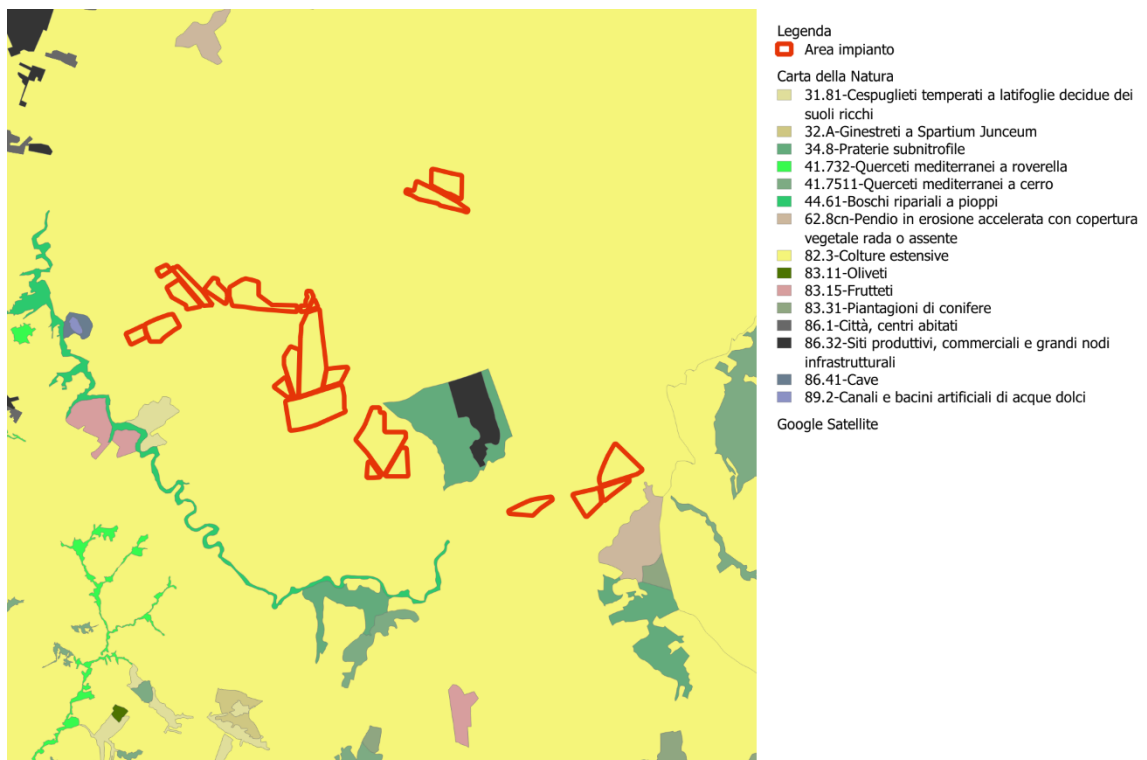 Legenda
Area impianto
Carta della Natura
31.81-Cespuglieti temperati a latifoglie decidue dei
suoli ricchi
32.A-Ginestreti a Spartium Junceum
34.8-Praterie subnitrofile
41.732-Querceti mediterranei a roverella
41.7511-Querceti mediterranei a cerro
44.61-Boschi ripariali a pioppi
62.8cn-Pendio in erosione accelerata con copertura
vegetale rada o assente
82.3-Colture estensive
83.11-Oliveti
83.15-Frutteti
83.31-Piantagioni di conifere
86.1-Città, centri abitati
86.32-Siti produttivi, commerciali e grandi nodi
infrastrutturali
86.41-Cave
89.2-Canali e bacini artificiali di acque dolci
Google Satellite